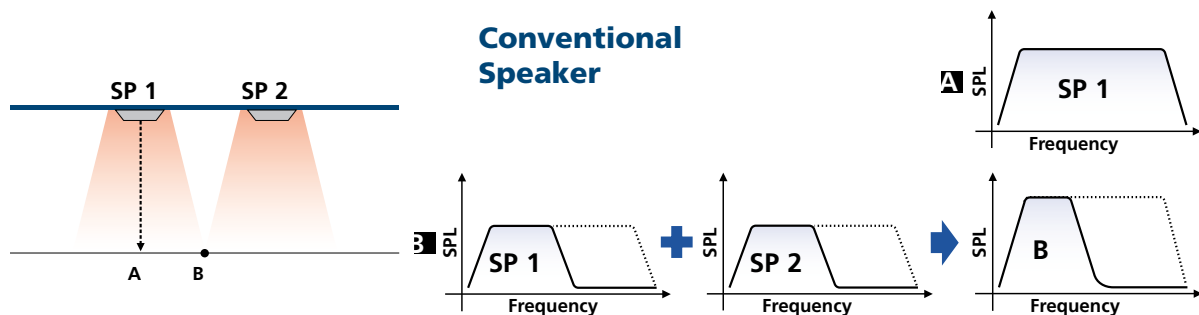 Conventional
Speaker
SP 1
SP 2
A
B
A
SPL
SP 1
Frequency
B
SPL
SP 1
Frequency
SPL
SP 2
Frequency
SPL
B
Frequency